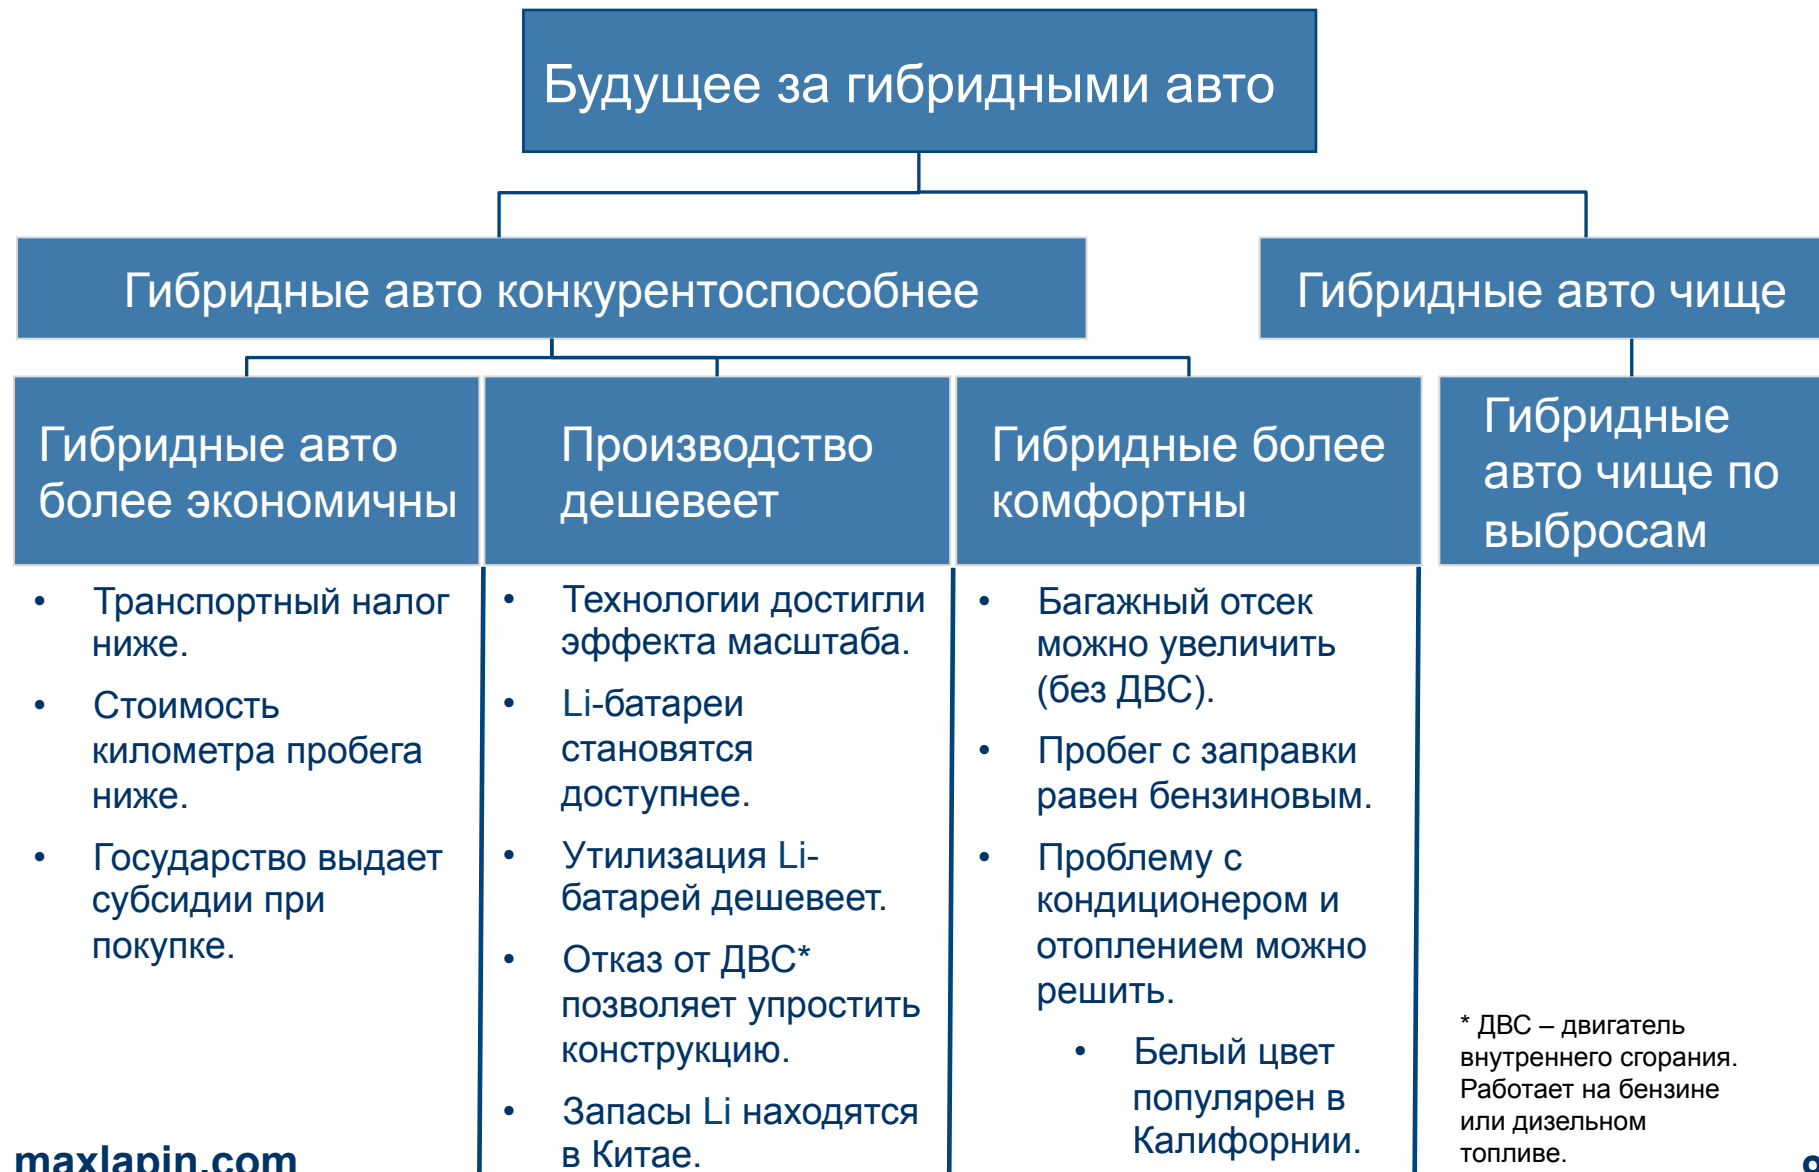 Будущее за гибридными авто
Гибридные авто конкурентоспособнее
Гибридные авто чище
Гибридные авто
более экономичны
Производство
дешевеет
Гибридные более
комфортны
Гибридные
авто чище по
выбросам
• Транспортный налог
ниже.
• Стоимость
километра пробега
ниже.
• Государство выдает
субсидии при
покупке.
• Технологии достигли
эффекта масштаба.
• Li-батареи
становятся
доступнее.
• Утилизация Li-
батарей дешевеет.
• Отказ от ДВС*
позволяет упростить
конструкцию.
• Запасы Li находятся
в Китае.
• Багажный отсек
можно увеличить
(без ДВС).
• Пробег с заправки
равен бензиновым.
• Проблему с
кондиционером и
отоплением можно
решить.
• Белый цвет
популярен в
Калифорнии.
* ДВС – двигатель
внутреннего сгорания.
Работает на бензине
или дизельном
топливе.
maxlapin.com